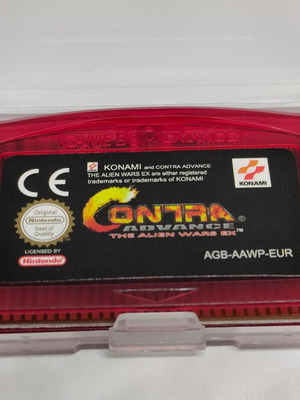 GAME BOY ADVANCE
KONAMI and CONTRA ADVANCE
THE ALIEN WARS EX are either registered
trademarks or trademarks of KONAMI
CE
KONAMI
Original
Nintendo
Seal of
Quality
LICENSED BY
Nintendo
CONTRA®
ADVANCE™
THE ALIEN WARS EX
AGB-AAWP-EUR